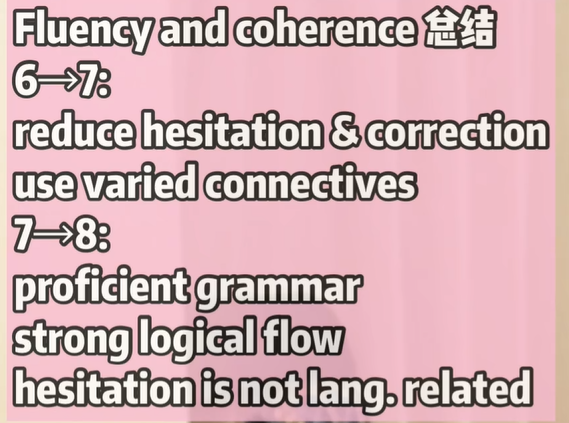 Fluency and coherence 总结
6→7:
reduce hesitation & correction
use varied connectives
7→8:
proficient grammar
strong logical flow
hesitation is not lang. related